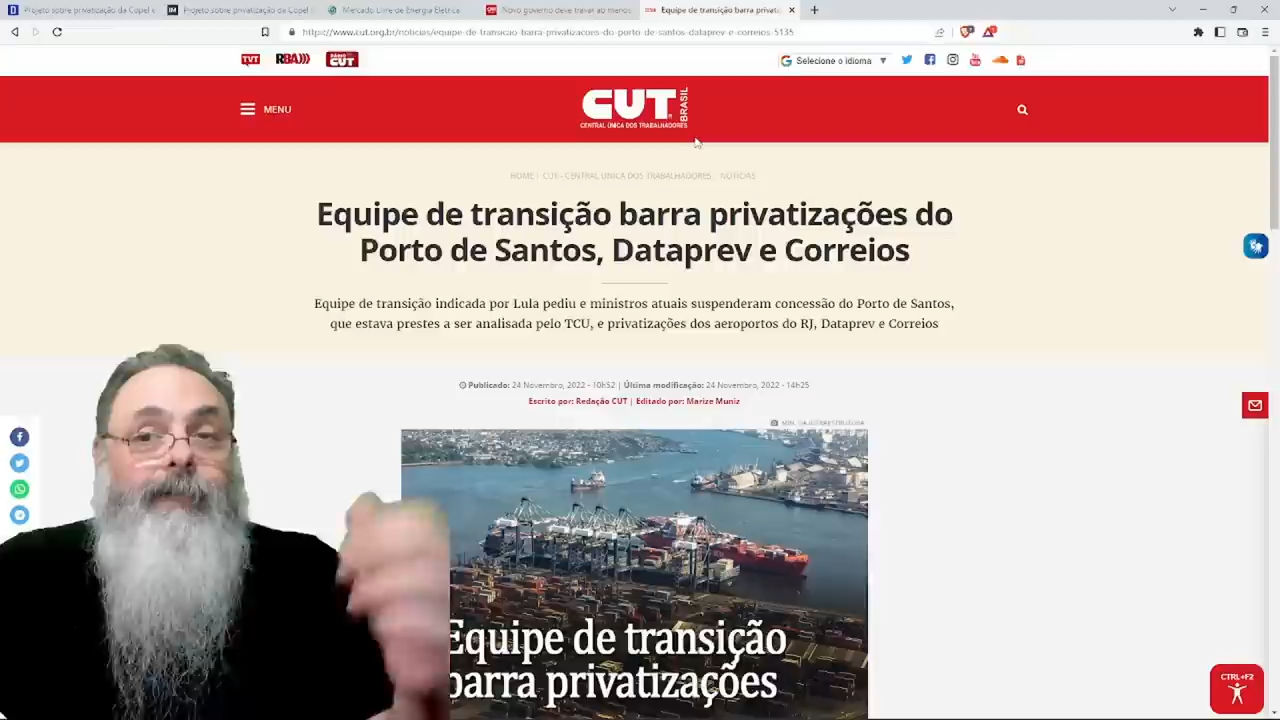 Projeto sobre privatização da Copel v
Projeto sobre privatização da Copel
Mercado Livre de Energia Elétrica
Novo governo deve travar ao menos
Equipe de transição barra privati
https://www.cut.org.br/noticias/equipe-de-transicao-barra-privatizacoes-do-porto-de-santos-dataprev-e-correios-5135
TVT
RBA
RÁDIO CUT
Selecione o idioma
MENU
CUT BRASIL
CENTRAL ÚNICA DOS TRABALHADORES
HOME
CUT - CENTRAL UNICA DOS TRABALHADORES
NOTICIAS
Equipe de transição barra privatizações do
Porto de Santos, Dataprev e Correios
Equipe de transição indicada por Lula pediu e ministros atuais suspenderam concessão do Porto de Santos,
que estava prestes a ser analisada pelo TCU, e privatizações dos aeroportos do RJ, Dataprev e Correios
Publicado: 24 Novembro, 2022 - 10h52 | Última modificação: 24 Novembro, 2022 - 14h25
Escrito por: Redação CUT | Editado por: Marize Muniz
Equipe de transição
barra privatizações
CTRL+F2